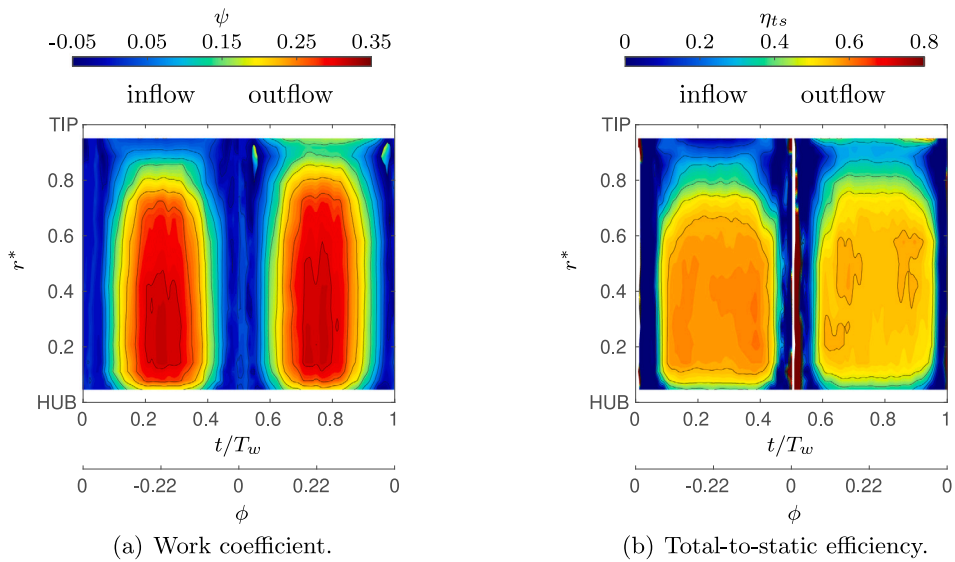 ψ
-0.05 0.05 0.15 0.25 0.35
inflow outflow
TIP
0.8
0.6
0.4
0.2
HUB
r*
0 0.2 0.4 0.6 0.8 1
t/T_w
0 -0.22 0 0.22 0
ϕ
(a) Work coefficient.
η_ts
0 0.2 0.4 0.6 0.8
inflow outflow
TIP
0.8
0.6
0.4
0.2
HUB
r*
0 0.2 0.4 0.6 0.8 1
t/T_w
0 -0.22 0 0.22 0
ϕ
(b) Total-to-static efficiency.